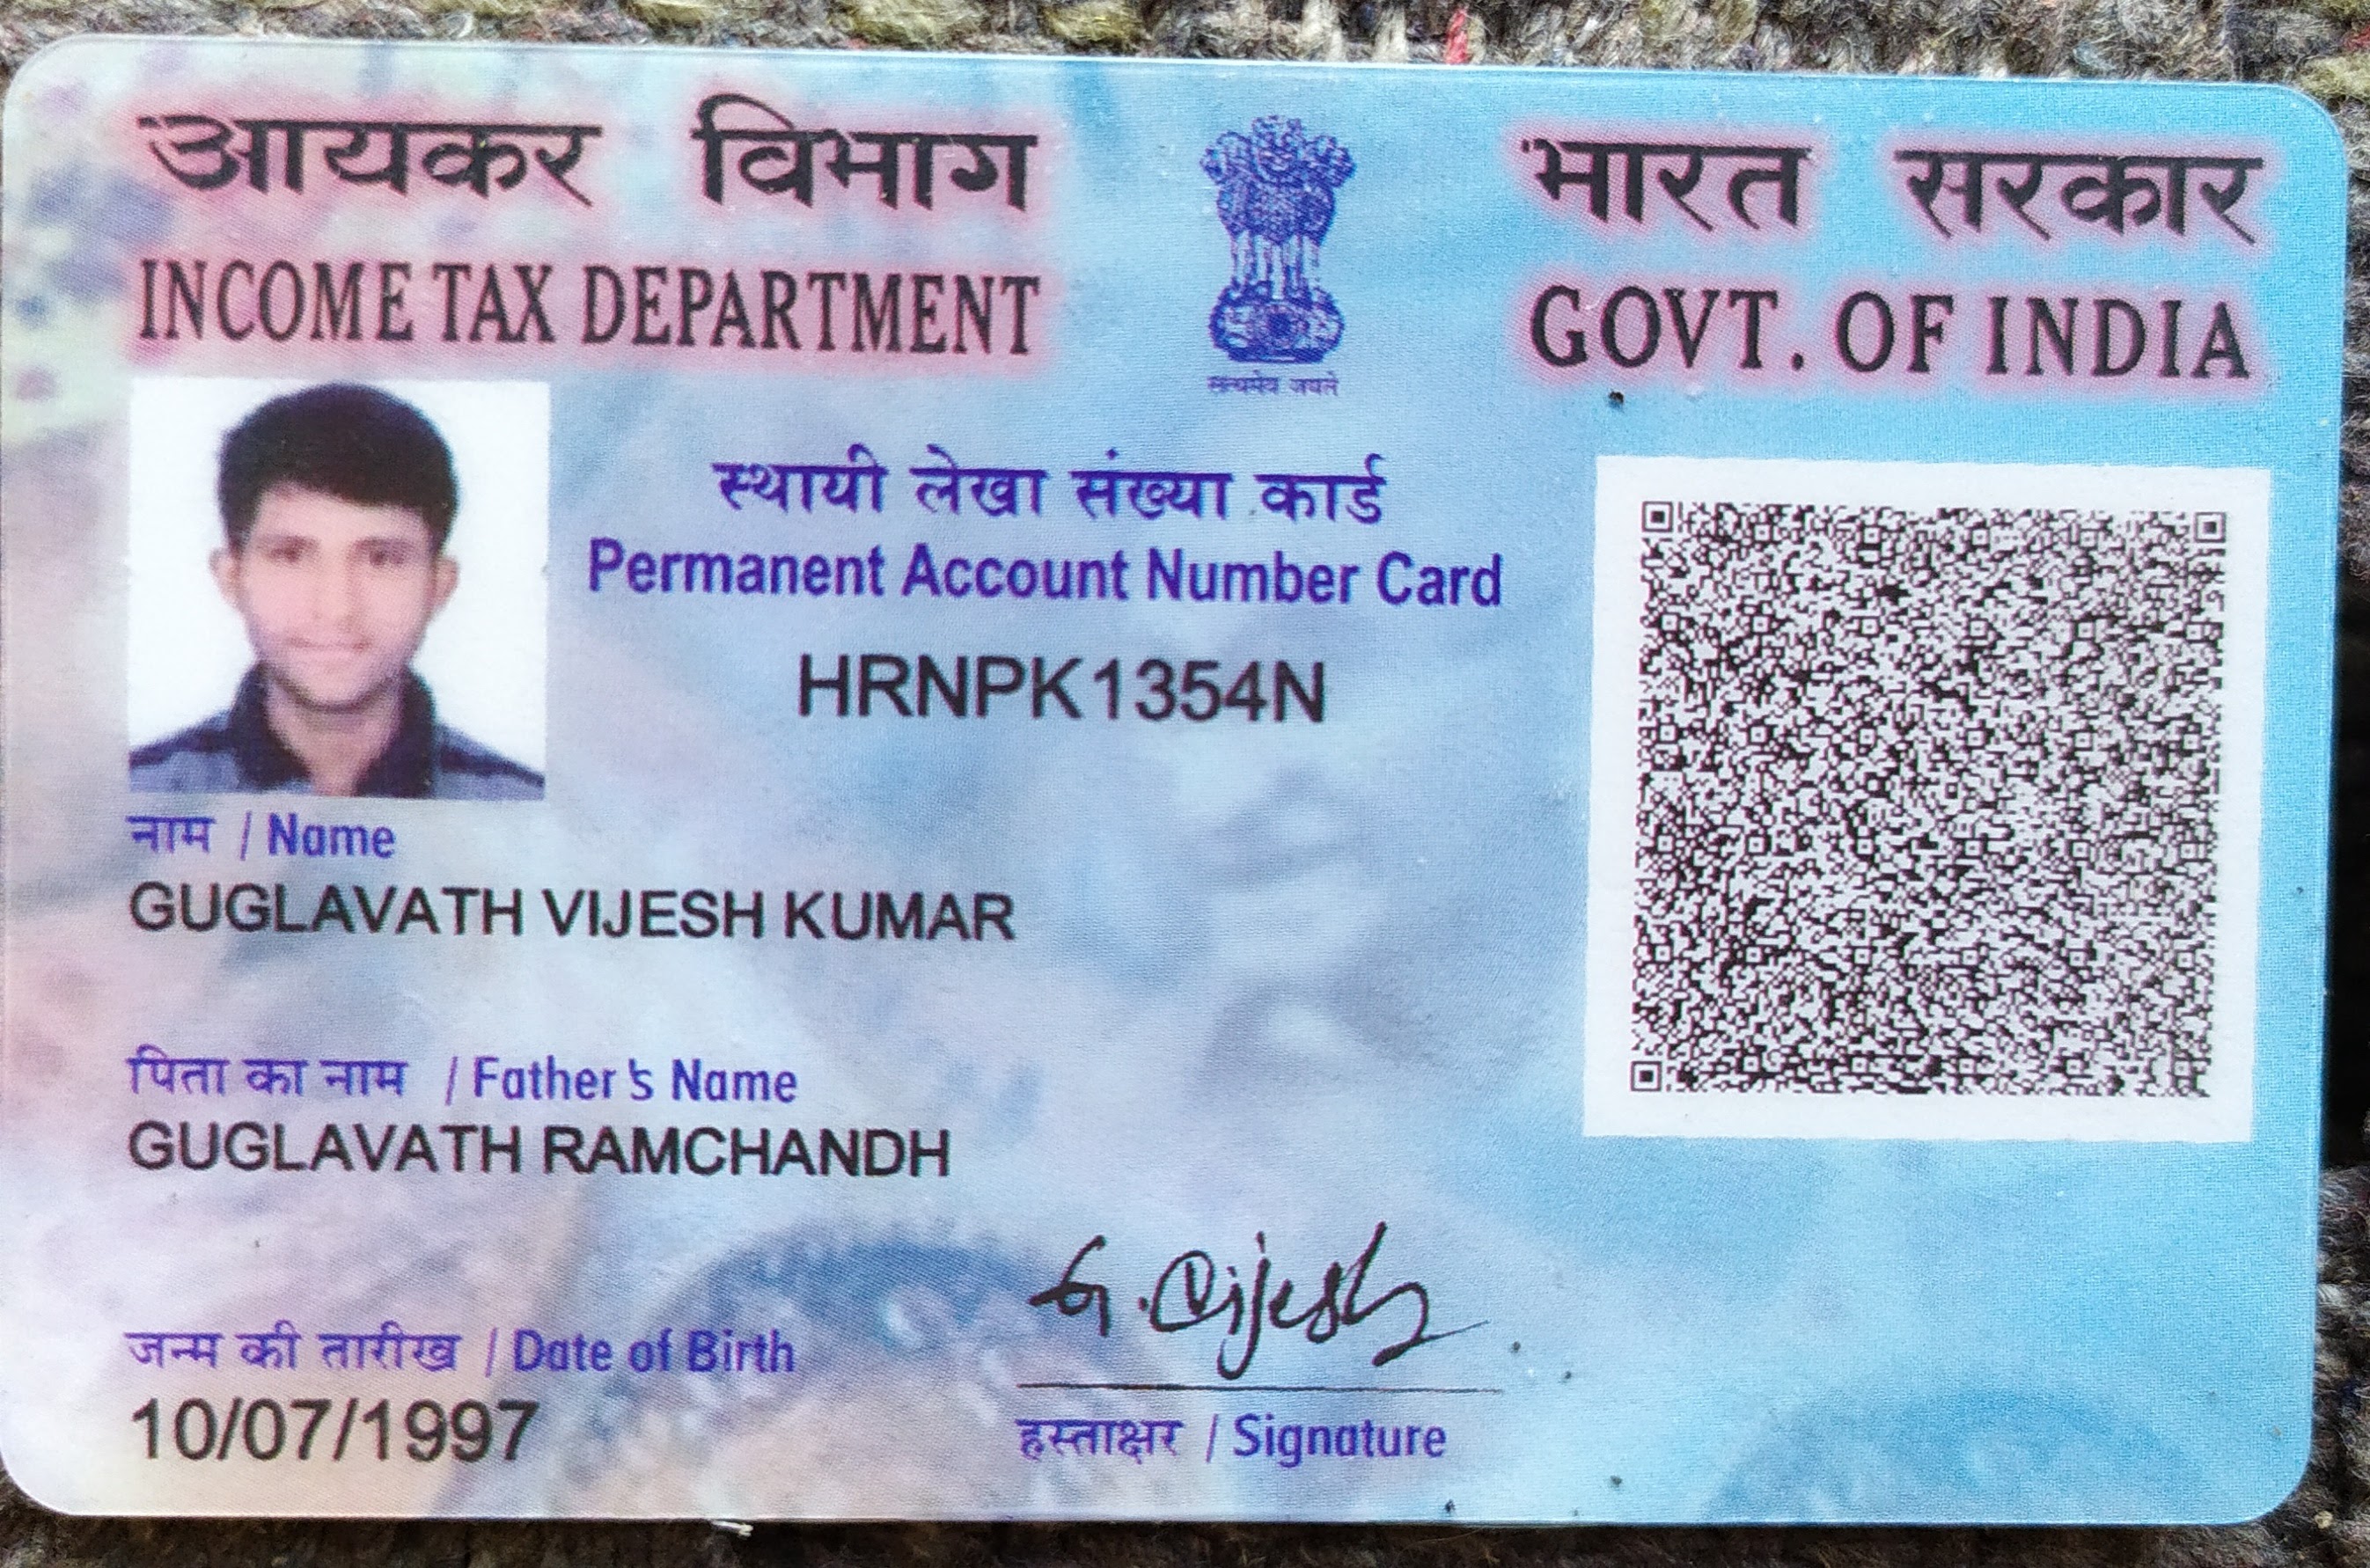 आयकर विभाग
INCOME TAX DEPARTMENT
सत्यमेव जयते
भारत सरकार
GOVT. OF INDIA
स्थायी लेखा संख्या कार्ड
Permanent Account Number Card
HRNPK1354N
नाम / Name
GUGLAVATH VIJESH KUMAR
पिता का नाम / Father's Name
GUGLAVATH RAMCHANDH
जन्म की तारीख / Date of Birth
10/07/1997
G. Vijesh
हस्ताक्षर / Signature